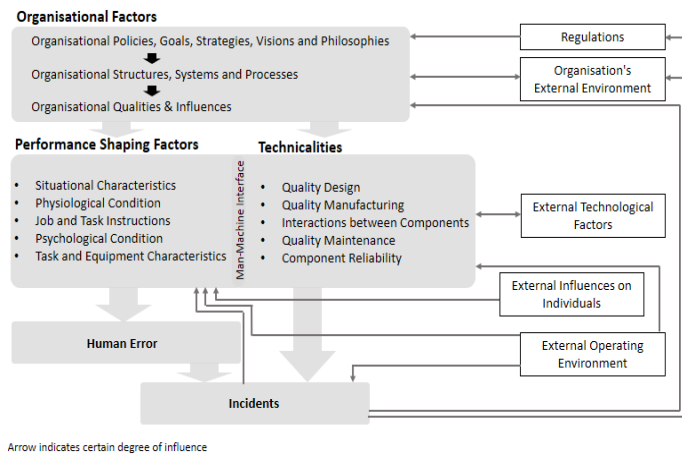 Organisational Factors
Organisational Policies, Goals, Strategies, Visions and Philosophies
Organisational Structures, Systems and Processes
Organisational Qualities & Influences
Regulations
Organisation's
External Environment
Performance Shaping Factors
• Situational Characteristics
• Physiological Condition
• Job and Task Instructions
• Psychological Condition
• Task and Equipment Characteristics
Man-Machine Interface
Technicalities
• Quality Design
• Quality Manufacturing
• Interactions between Components
• Quality Maintenance
• Component Reliability
External Technological
Factors
External Influences on
Individuals
External Operating
Environment
Human Error
Incidents
Arrow indicates certain degree of influence